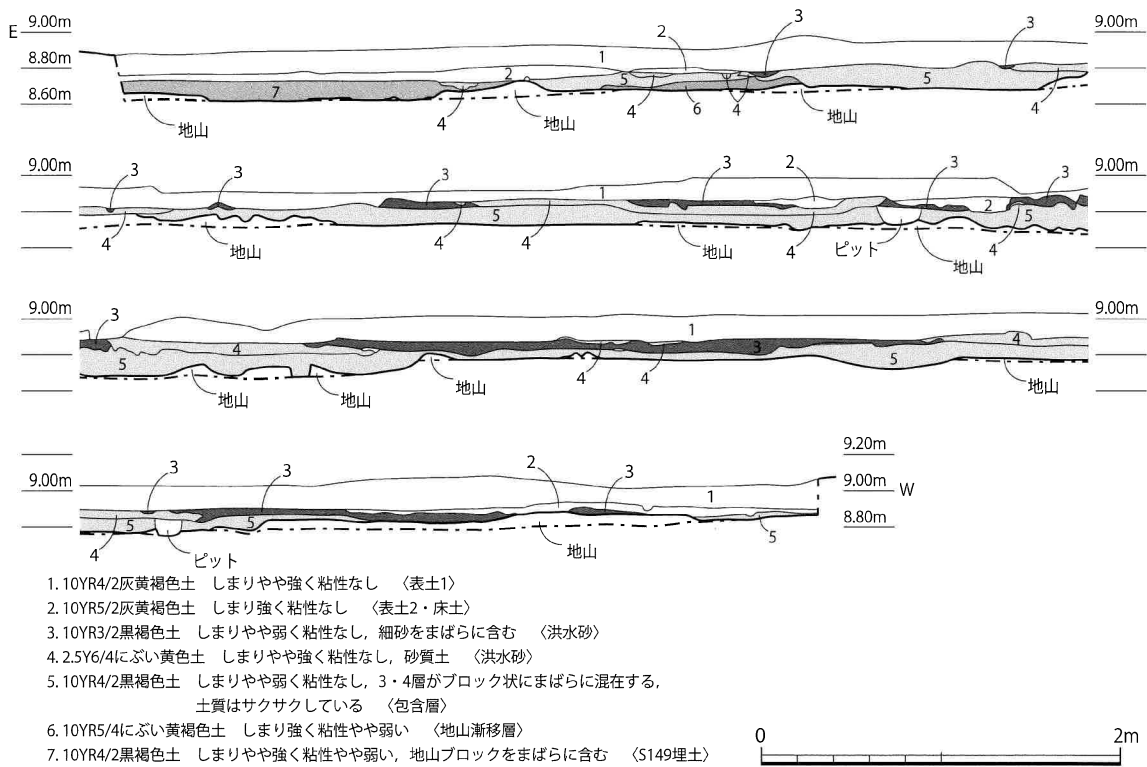 E 9.00m 3 9.00m
2
1
8.80m 3
2 5 5
7
8.60m 4 4 6 4 4
地山 地山 地山
9.00m 3 3 3 3 2 3 9.00m 3
1
5 2 5
4 4 4 4
地山 地山 ピット 地山
9.00m 3 9.00m
1 4
4 3
5 5
4 4
地山 地山 地山 地山
9.20m
9.00m 3 3 2 3 9.00m W
1
5 8.80m
4 5
ピット 地山
1. 10YR4/2灰黄褐色土　しまりやや強く粘性なし　〈表土1〉
2. 10YR5/2灰黄褐色土　しまり強く粘性なし　〈表土2・床土〉
3. 10YR3/2黒褐色土　しまりやや弱く粘性なし，細砂をまばらに含む　〈洪水砂〉
4. 2.5Y6/4にぶい黄色土　しまりやや強く粘性なし，砂質土　〈洪水砂〉
5. 10YR4/2黒褐色土　しまりやや弱く粘性なし，3・4層がブロック状にまばらに混在する，
土質はサクサクしている　〈包含層〉
6. 10YR5/4にぶい黄褐色土　しまり強く粘性やや弱い　〈地山漸移層〉
7. 10YR4/2黒褐色土　しまりやや強く粘性やや弱い，地山ブロックをまばらに含む　〈S149埋土〉
0 2m